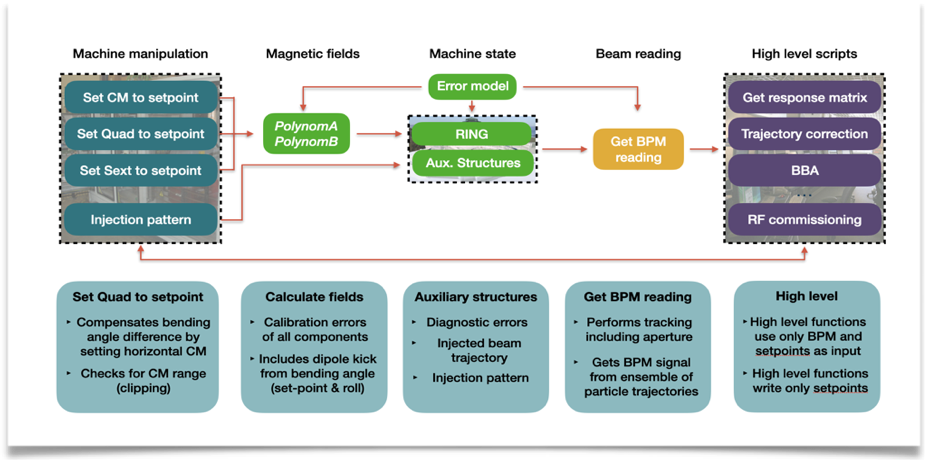 Machine manipulation
Magnetic fields
Machine state
Beam reading
High level scripts
Set CM to setpoint
Set Quad to setpoint
Set Sext to setpoint
Injection pattern
PolynomA
PolynomB
Error model
RING
Aux. Structures
Get BPM
reading
Get response matrix
Trajectory correction
BBA
...
RF commissioning
Set Quad to setpoint
‣ Compensates bending
angle difference by
setting horizontal CM
‣ Checks for CM range
(clipping)
Calculate fields
‣ Calibration errors
of all components
‣ Includes dipole kick
from bending angle
(set-point & roll)
Auxiliary structures
‣ Diagnostic errors
‣ Injected beam
trajectory
‣ Injection pattern
Get BPM reading
‣ Performs tracking
including aperture
‣ Gets BPM signal
from ensemble of
particle trajectories
High level
‣ High level functions
use only BPM and
setpoints as input
‣ High level functions
write only setpoints